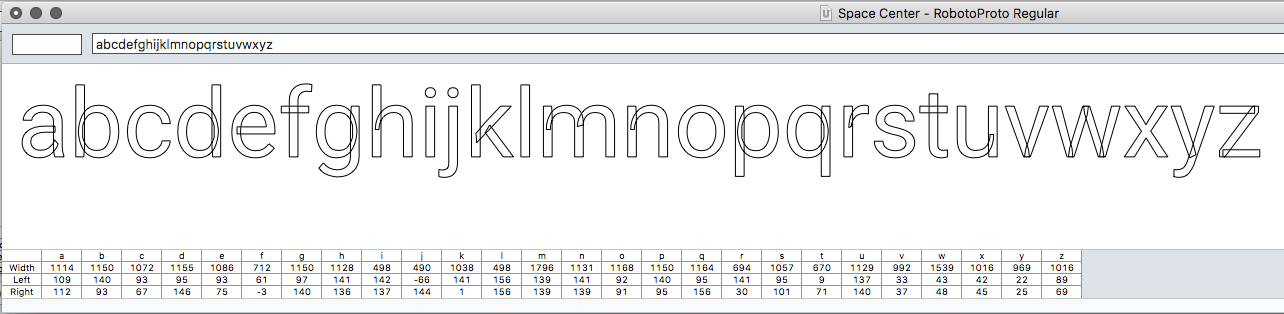 Space Center - RobotoProto Regular
abcdefghijklmnopqrstuvwxyz
abcdefghijklmnopqrstuvwxyz
a b c d e f g h i j k l m n o p q r s t u v w x y z
Width 1114 1150 1072 1155 1086 712 1150 1128 498 490 1038 498 1796 1131 1168 1150 1164 694 1057 670 1129 992 1539 1016 969 1016
Left 109 140 93 95 93 61 97 141 142 -66 141 156 139 141 92 140 95 141 95 9 137 33 43 42 22 89
Right 112 93 67 146 75 -3 140 136 137 144 1 156 139 139 91 95 156 30 101 71 140 37 48 45 25 69